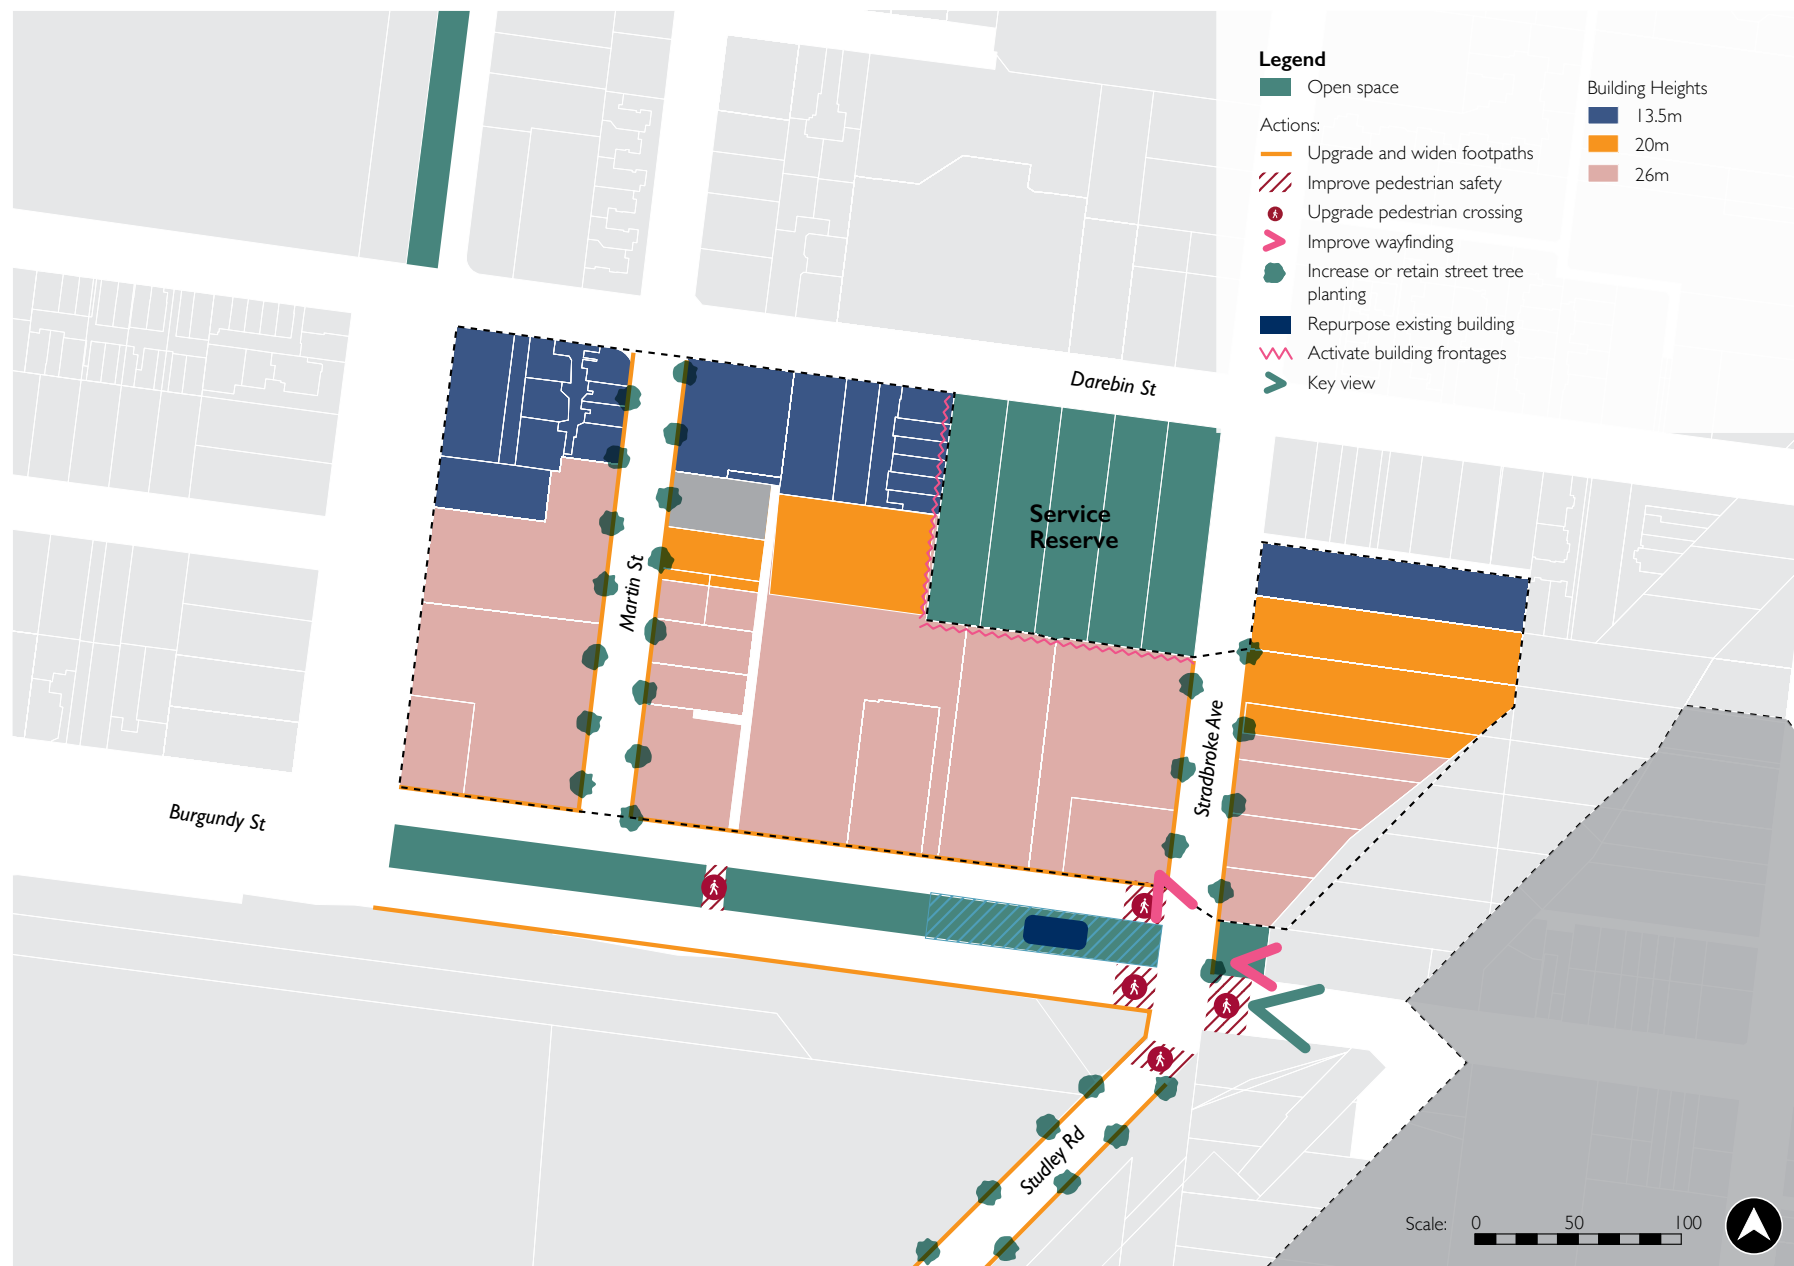 Legend
Open space
Actions:
Upgrade and widen footpaths
Improve pedestrian safety
Upgrade pedestrian crossing
Improve wayfinding
Increase or retain street tree
planting
Repurpose existing building
Activate building frontages
Key view
Building Heights
13.5m
20m
26m
Darebin St
Service
Reserve
Martin St
Stradbroke Ave
Burgundy St
Studley Rd
Scale: 0 50 100